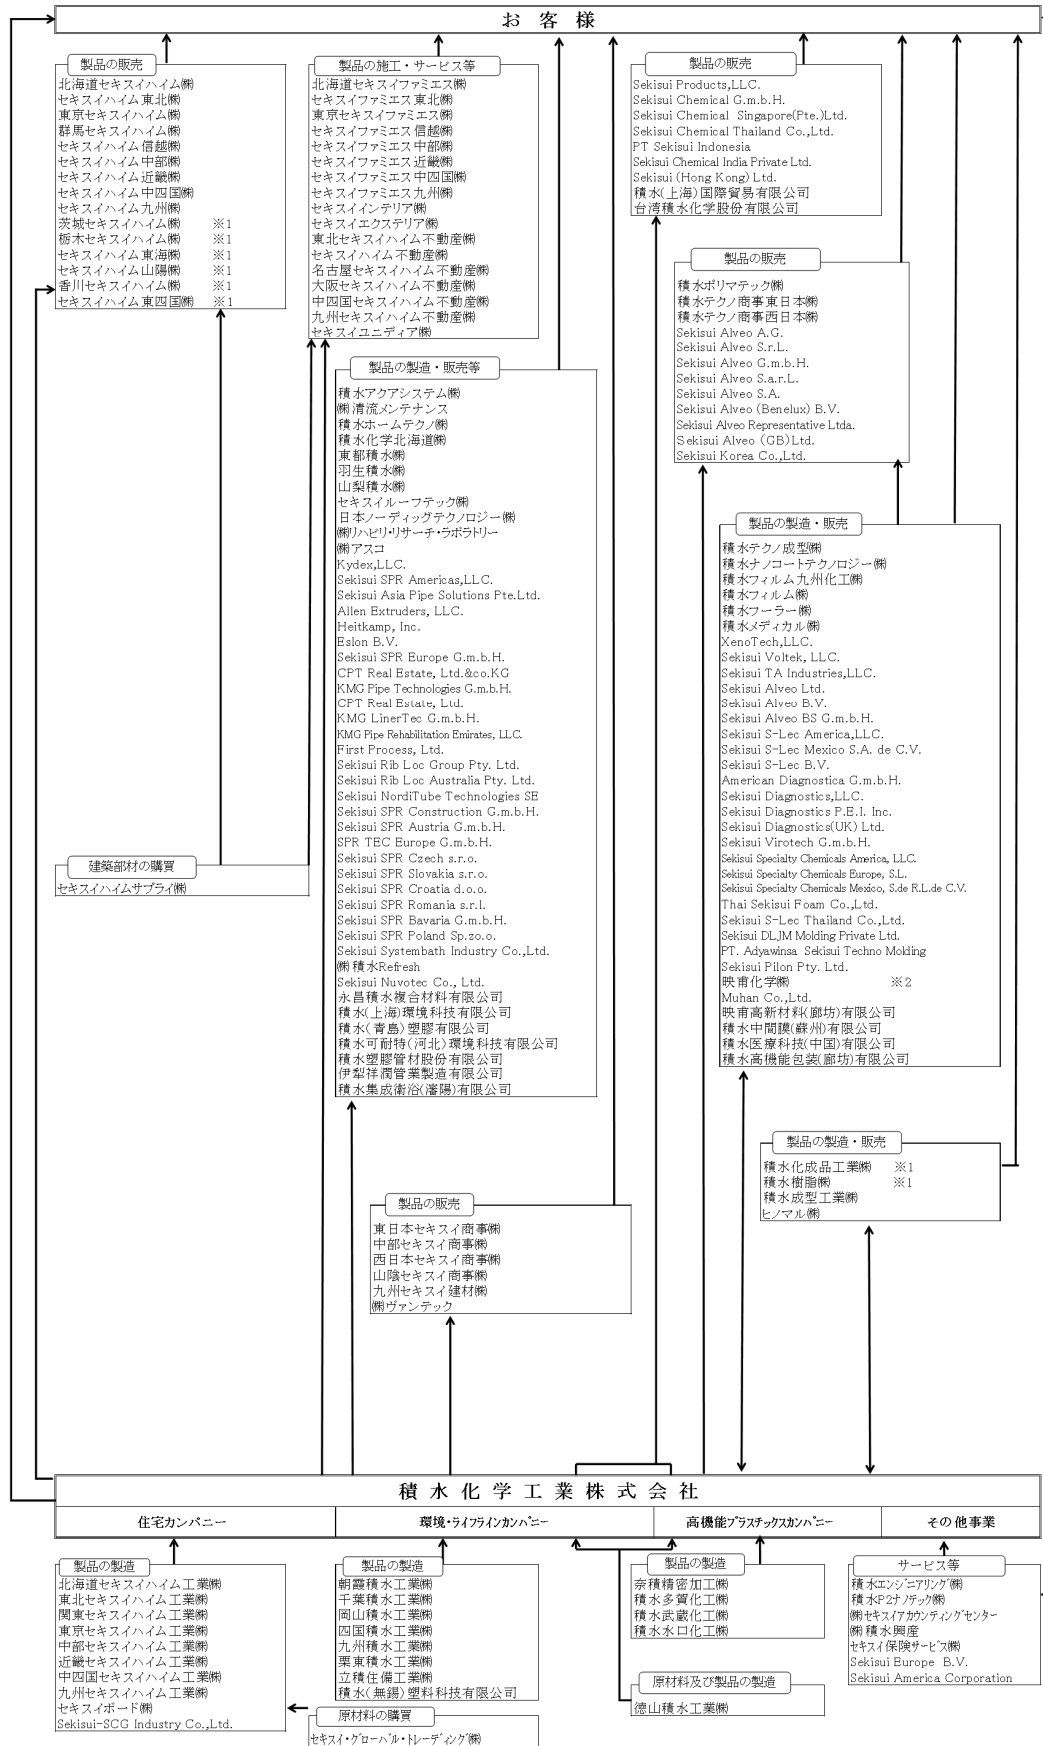 お客様
製品の販売
北海道セキスイハイム㈱
セキスイハイム東北㈱
東京セキスイハイム㈱
群馬セキスイハイム㈱
セキスイハイム信越㈱
セキスイハイム中部㈱
セキスイハイム近畿㈱
セキスイハイム中四国㈱
セキスイハイム九州㈱
茨城セキスイハイム㈱ ※1
栃木セキスイハイム㈱ ※1
セキスイハイム東海㈱ ※1
セキスイハイム山陽㈱ ※1
香川セキスイハイム㈱ ※1
セキスイハイム東四国㈱ ※1
製品の施工・サービス等
北海道セキスイファミエス㈱
セキスイファミエス東北㈱
東京セキスイファミエス㈱
セキスイファミエス信越㈱
セキスイファミエス中部㈱
セキスイファミエス近畿㈱
セキスイファミエス中四国㈱
セキスイファミエス九州㈱
セキスイインテリア㈱
セキスイエクステリア㈱
東北セキスイハイム不動産㈱
セキスイハイム不動産㈱
名古屋セキスイハイム不動産㈱
大阪セキスイハイム不動産㈱
中四国セキスイハイム不動産㈱
九州セキスイハイム不動産㈱
セキスイユニディア㈱
製品の販売
Sekisui Products,LLC.
Sekisui Chemical G.m.b.H.
Sekisui Chemical Singapore(Pte.)Ltd.
Sekisui Chemical Thailand Co.,Ltd.
PT Sekisui Indonesia
Sekisui Chemical India Private Ltd.
Sekisui (Hong Kong) Ltd.
積水(上海)国際貿易有限公司
台湾積水化学股份有限公司
製品の販売
積水ポリマテック㈱
積水テクノ商事東日本㈱
積水テクノ商事西日本㈱
Sekisui Alveo A.G.
Sekisui Alveo S.r.L.
Sekisui Alveo G.m.b.H.
Sekisui Alveo S.a.r.L.
Sekisui Alveo S.A.
Sekisui Alveo (Benelux) B.V.
Sekisui Alveo Representative Ltda.
Sekisui Alveo (GB)Ltd.
Sekisui Korea Co.,Ltd.
製品の製造・販売等
積水アクアシステム㈱
㈱清流メンテナンス
積水ホームテクノ㈱
積水化学北海道㈱
東都積水㈱
羽生積水㈱
山梨積水㈱
セキスイルーフテック㈱
日本ノーディッグテクノロジー㈱
㈱リハビリ・リサーチ・ラボラトリー
㈱アスコ
Kydex,LLC.
Sekisui SPR Americas,LLC.
Sekisui Asia Pipe Solutions Pte.Ltd.
Allen Extruders, LLC.
Heitkamp, Inc.
Eslon B.V.
Sekisui SPR Europe G.m.b.H.
CPT Real Estate, Ltd.&co.KG
KMG Pipe Technologies G.m.b.H.
CPT Real Estate, Ltd.
KMG LinerTec G.m.b.H.
KMG Pipe Rehabilitation Emirates, LLC.
First Process, Ltd.
Sekisui Rib Loc Group Pty. Ltd.
Sekisui Rib Loc Australia Pty. Ltd.
Sekisui NordiTube Technologies SE
Sekisui SPR Construction G.m.b.H.
Sekisui SPR Austria G.m.b.H.
SPR TEC Europe G.m.b.H.
Sekisui SPR Czech s.r.o.
Sekisui SPR Slovakia s.r.o.
Sekisui SPR Croatia d.o.o.
Sekisui SPR Romania s.r.l.
Sekisui SPR Bavaria G.m.b.H.
Sekisui SPR Poland Sp.zo.o.
Sekisui Systembath Industry Co.,Ltd.
㈱積水Refresh
Sekisui Nuvotec Co., Ltd.
永昌積水複合材料有限公司
積水(上海)環境科技有限公司
積水(青島)塑膠有限公司
積水可耐特(河北)環境科技有限公司
積水塑膠管材股份有限公司
伊犁祥潤管業製造有限公司
積水集成衛浴(瀋陽)有限公司
製品の製造・販売
積水テクノ成型㈱
積水ナノコートテクノロジー㈱
積水フィルム九州化工㈱
積水フィルム㈱
積水フーラー㈱
積水メディカル㈱
XenoTech,LLC.
Sekisui Voltek, LLC.
Sekisui TA Industries,LLC.
Sekisui Alveo Ltd.
Sekisui Alveo B.V.
Sekisui Alveo BS G.m.b.H.
Sekisui S-Lec America,LLC.
Sekisui S-Lec Mexico S.A. de C.V.
Sekisui S-Lec B.V.
American Diagnostica G.m.b.H.
Sekisui Diagnostics,LLC.
Sekisui Diagnostics P.E.I. Inc.
Sekisui Diagnostics(UK) Ltd.
Sekisui Virotech G.m.b.H.
Sekisui Specialty Chemicals America, LLC.
Sekisui Specialty Chemicals Europe, S.L.
Sekisui Specialty Chemicals Mexico, S.de R.L.de C.V.
Thai Sekisui Foam Co.,Ltd.
Sekisui S-Lec Thailand Co.,Ltd.
Sekisui DLJM Molding Private Ltd.
PT. Adyawinsa Sekisui Techno Molding
Sekisui Pilon Pty. Ltd.
映甫化学㈱ ※2
Muhan Co.,Ltd.
映甫高新材料(廊坊)有限公司
積水中間膜(蘇州)有限公司
積水医療科技(中国)有限公司
積水高機能包装(廊坊)有限公司
建築部材の購買
セキスイハイムサプライ㈱
製品の製造・販売
積水化成品工業㈱ ※1
積水樹脂㈱ ※1
積水成型工業㈱
ヒノマル㈱
製品の販売
東日本セキスイ商事㈱
中部セキスイ商事㈱
西日本セキスイ商事㈱
山陰セキスイ商事㈱
九州セキスイ建材㈱
㈱ヴァンテック
積水化学工業株式会社
住宅カンパニー
環境・ライフラインカンパニー
高機能プラスチックスカンパニー
その他事業
製品の製造
北海道セキスイハイム工業㈱
東北セキスイハイム工業㈱
関東セキスイハイム工業㈱
東京セキスイハイム工業㈱
中部セキスイハイム工業㈱
近畿セキスイハイム工業㈱
中四国セキスイハイム工業㈱
九州セキスイハイム工業㈱
セキスイボード㈱
Sekisui-SCG Industry Co.,Ltd.
製品の製造
朝霞積水工業㈱
千葉積水工業㈱
岡山積水工業㈱
四国積水工業㈱
九州積水工業㈱
栗東積水工業㈱
立積住備工業㈱
積水(無錫)塑料科技有限公司
原材料の購買
セキスイ・グローバル・トレーディング㈱
製品の製造
奈積精密加工㈱
積水多賀化工㈱
積水武蔵化工㈱
積水水口化工㈱
原材料及び製品の製造
徳山積水工業㈱
サービス等
積水エンジニアリング㈱
積水P2ナノテック㈱
㈱セキスイアカウンティングセンター
㈱積水興産
セキスイ保険サービス㈱
Sekisui Europe B.V.
Sekisui America Corporation